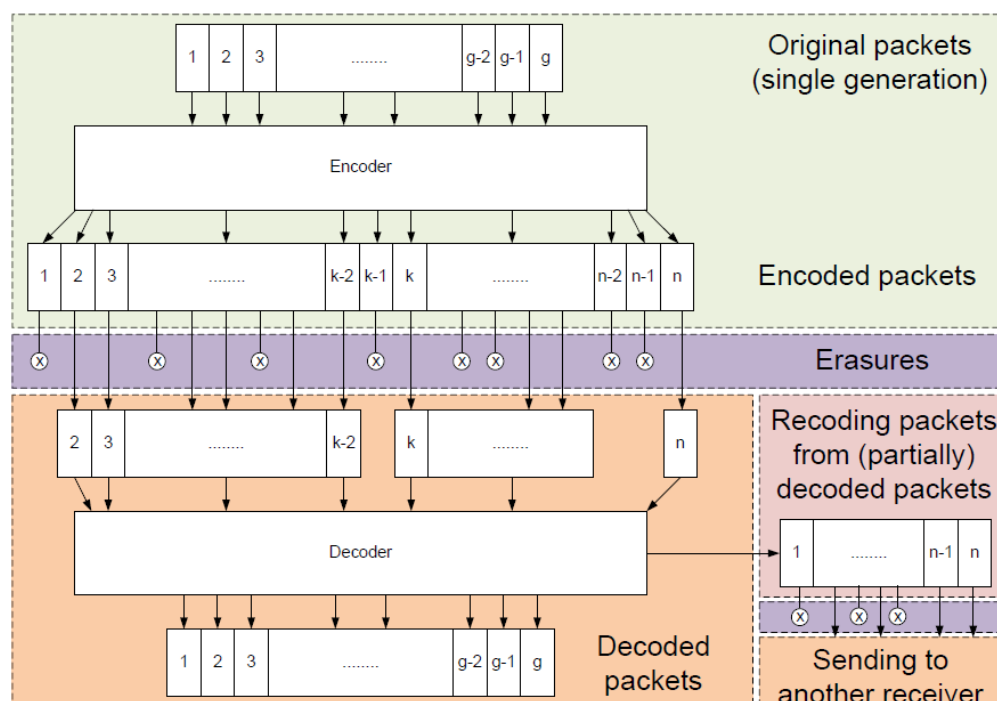 1 2 3 ........ g-2 g-1 g
Original packets
(single generation)
Encoder
1 2 3 ........ k-2 k-1 k ........ n-2 n-1 n
Encoded packets
X X X X X X X X
Erasures
2 3 ........ k-2 k ........ n
Recoding packets
from (partially)
decoded packets
Decoder
1 ........ n-1 n
X X X
1 2 3 ........ g-2 g-1 g
Decoded
packets
Sending to
another receiver